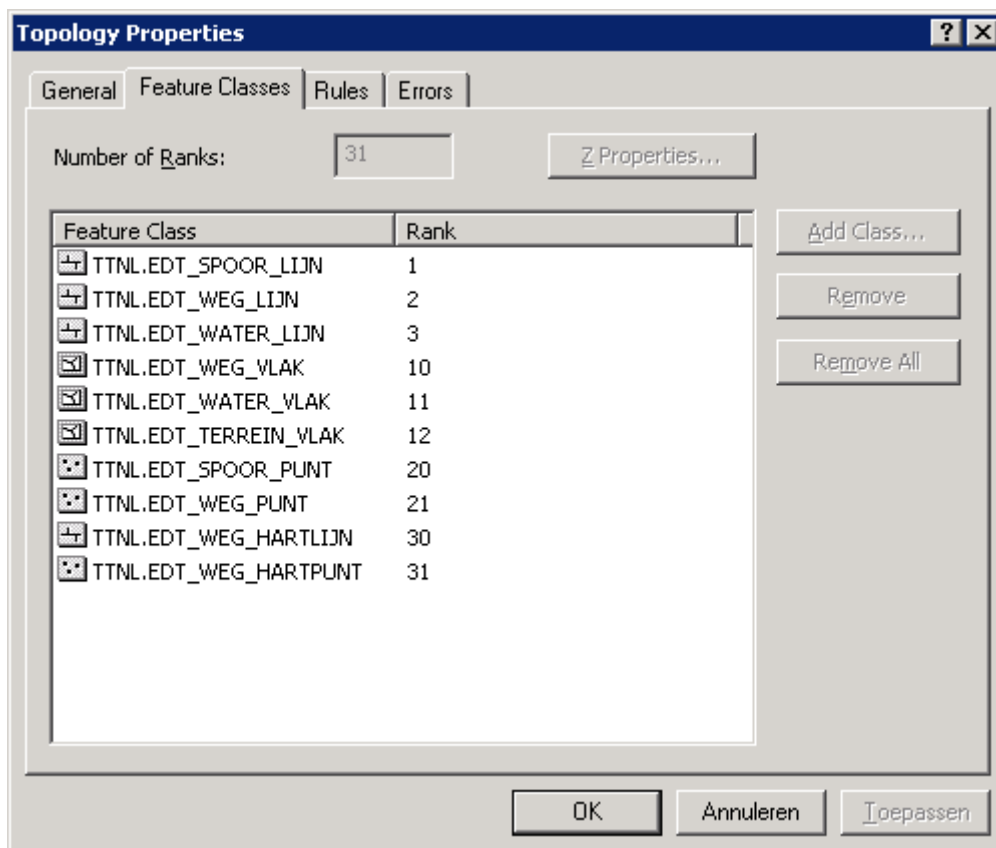 Topology Properties
General Feature Classes Rules Errors
Number of Ranks: 31 Z Properties...
Feature Class Rank
TTNL.EDT_SPOOR_LIJN 1
TTNL.EDT_WEG_LIJN 2
TTNL.EDT_WATER_LIJN 3
TTNL.EDT_WEG_VLAK 10
TTNL.EDT_WATER_VLAK 11
TTNL.EDT_TERREIN_VLAK 12
TTNL.EDT_SPOOR_PUNT 20
TTNL.EDT_WEG_PUNT 21
TTNL.EDT_WEG_HARTLIJN 30
TTNL.EDT_WEG_HARTPUNT 31
Add Class...
Remove
Remove All
OK Annuleren Toepassen